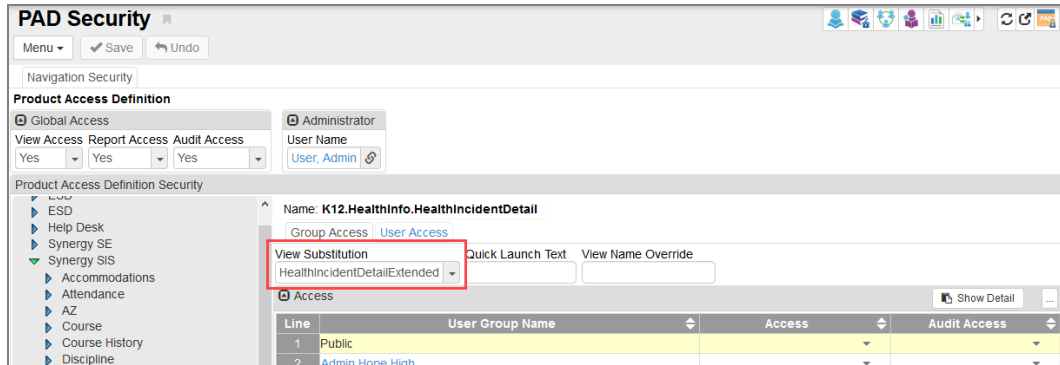 PAD Security
Menu Save Undo
Navigation Security
Product Access Definition
Global Access Administrator
View Access Report Access Audit Access User Name
Yes Yes Yes User, Admin
Product Access Definition Security
ESD
Name: K12.HealthInfo.HealthIncidentDetail
Help Desk
Group Access User Access
Synergy SE
View Substitution Quick Launch Text View Name Override
Synergy SIS
HealthIncidentDetailExtended
Accommodations
Attendance
Access Show Detail ...
AZ
Course
Line User Group Name Access Audit Access
Course History
1 Public
Discipline
2 Admin Hope High